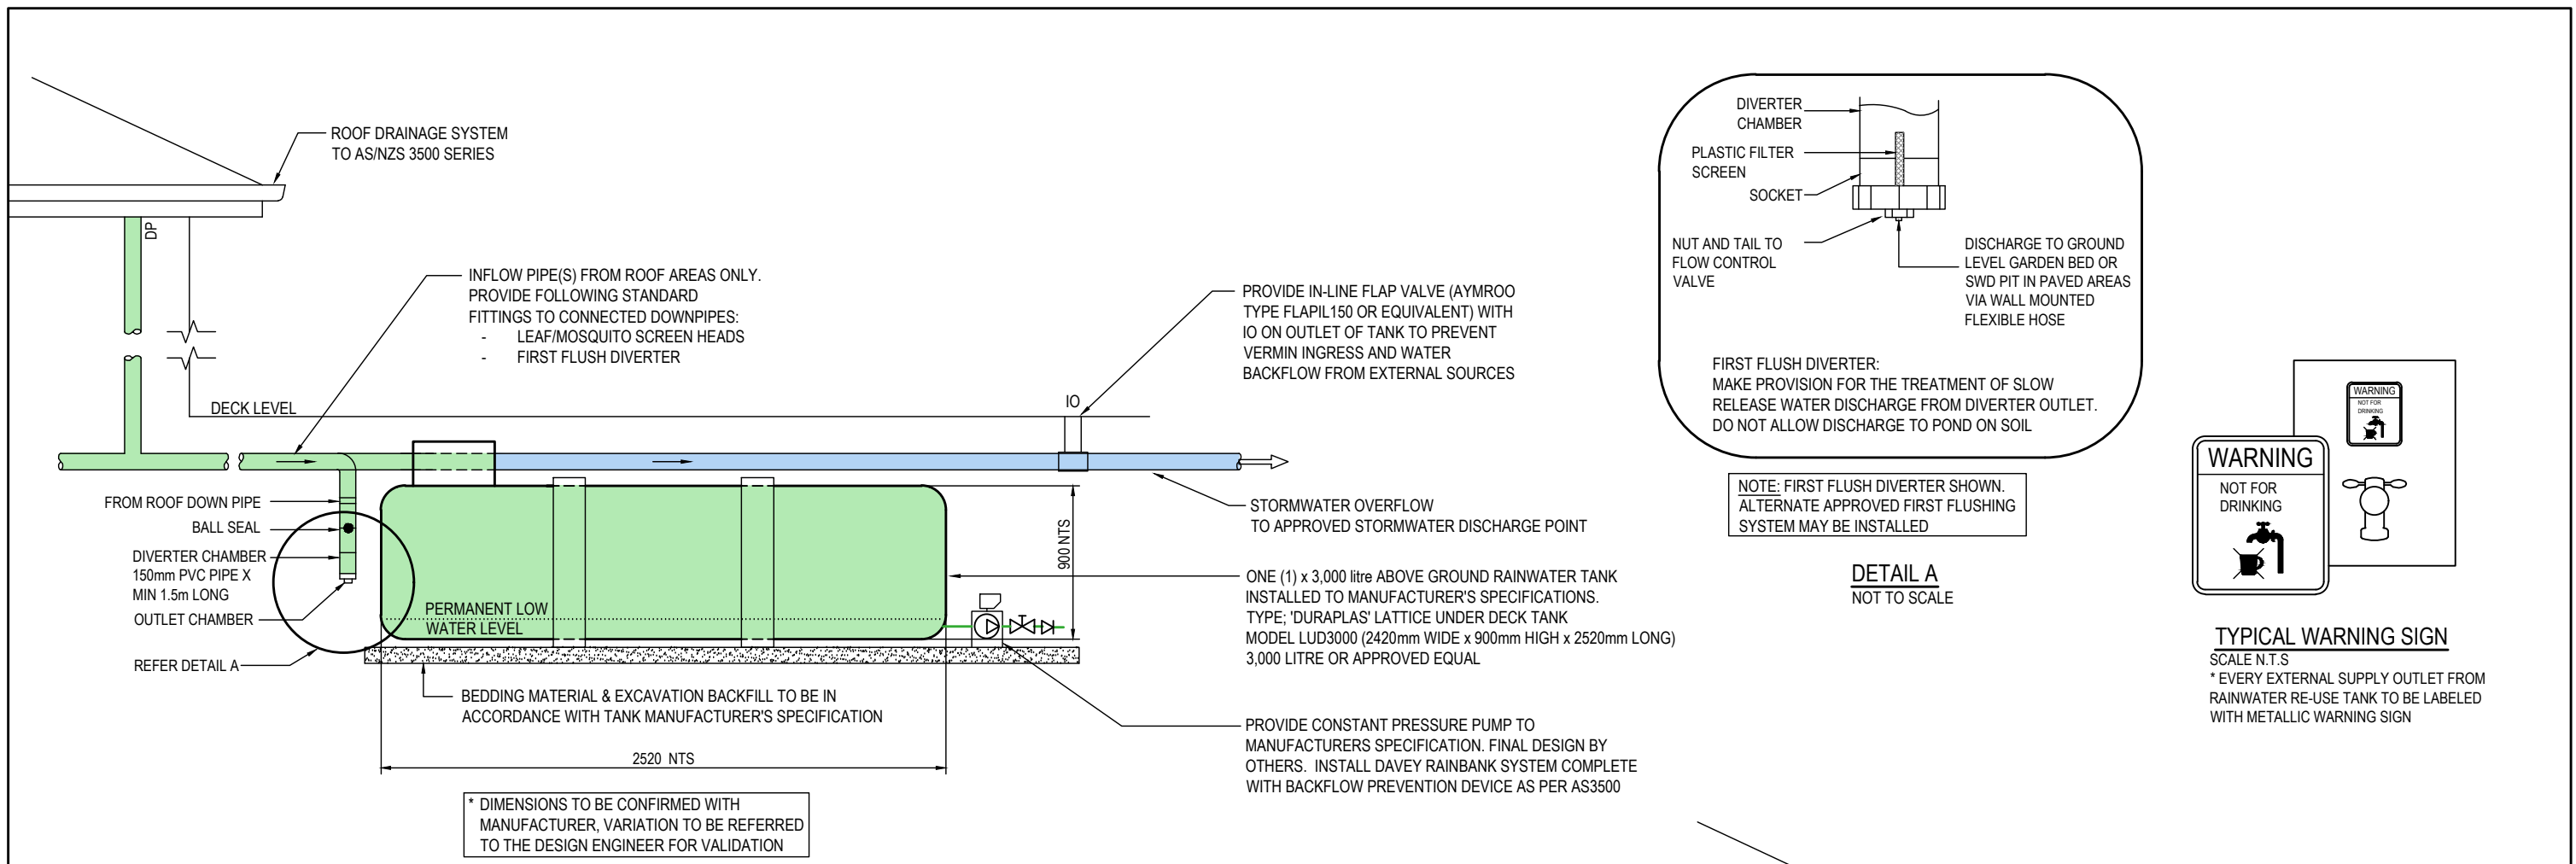 ROOF DRAINAGE SYSTEM
TO AS/NZS 3500 SERIES
DP
INFLOW PIPE(S) FROM ROOF AREAS ONLY.
PROVIDE FOLLOWING STANDARD
FITTINGS TO CONNECTED DOWNPIPES:
- LEAF/MOSQUITO SCREEN HEADS
- FIRST FLUSH DIVERTER
DECK LEVEL
PROVIDE IN-LINE FLAP VALVE (AYMROO
TYPE FLAPIL150 OR EQUIVALENT) WITH
IO ON OUTLET OF TANK TO PREVENT
VERMIN INGRESS AND WATER
BACKFLOW FROM EXTERNAL SOURCES
IO
FROM ROOF DOWN PIPE
BALL SEAL
DIVERTER CHAMBER
150mm PVC PIPE X
MIN 1.5m LONG
OUTLET CHAMBER
REFER DETAIL A
PERMANENT LOW
WATER LEVEL
900 NTS
STORMWATER OVERFLOW
TO APPROVED STORMWATER DISCHARGE POINT
ONE (1) x 3,000 litre ABOVE GROUND RAINWATER TANK
INSTALLED TO MANUFACTURER'S SPECIFICATIONS.
TYPE; 'DURAPLAS' LATTICE UNDER DECK TANK
MODEL LUD3000 (2420mm WIDE x 900mm HIGH x 2520mm LONG)
3,000 LITRE OR APPROVED EQUAL
BEDDING MATERIAL & EXCAVATION BACKFILL TO BE IN
ACCORDANCE WITH TANK MANUFACTURER'S SPECIFICATION
2520 NTS
PROVIDE CONSTANT PRESSURE PUMP TO
MANUFACTURERS SPECIFICATION. FINAL DESIGN BY
OTHERS. INSTALL DAVEY RAINBANK SYSTEM COMPLETE
WITH BACKFLOW PREVENTION DEVICE AS PER AS3500
* DIMENSIONS TO BE CONFIRMED WITH
MANUFACTURER, VARIATION TO BE REFERRED
TO THE DESIGN ENGINEER FOR VALIDATION
DIVERTER
CHAMBER
PLASTIC FILTER
SCREEN
SOCKET
NUT AND TAIL TO
FLOW CONTROL
VALVE
DISCHARGE TO GROUND
LEVEL GARDEN BED OR
SWD PIT IN PAVED AREAS
VIA WALL MOUNTED
FLEXIBLE HOSE
FIRST FLUSH DIVERTER:
MAKE PROVISION FOR THE TREATMENT OF SLOW
RELEASE WATER DISCHARGE FROM DIVERTER OUTLET.
DO NOT ALLOW DISCHARGE TO POND ON SOIL
NOTE: FIRST FLUSH DIVERTER SHOWN.
ALTERNATE APPROVED FIRST FLUSHING
SYSTEM MAY BE INSTALLED
DETAIL A
NOT TO SCALE
WARNING
NOT FOR
DRINKING
WARNING
NOT FOR
DRINKING
TYPICAL WARNING SIGN
SCALE N.T.S
* EVERY EXTERNAL SUPPLY OUTLET FROM
RAINWATER RE-USE TANK TO BE LABELED
WITH METALLIC WARNING SIGN